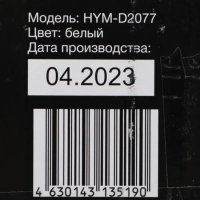 Модель: HYM-D2077
Цвет: белый
Дата производства:
04.2023
4 630143 135190